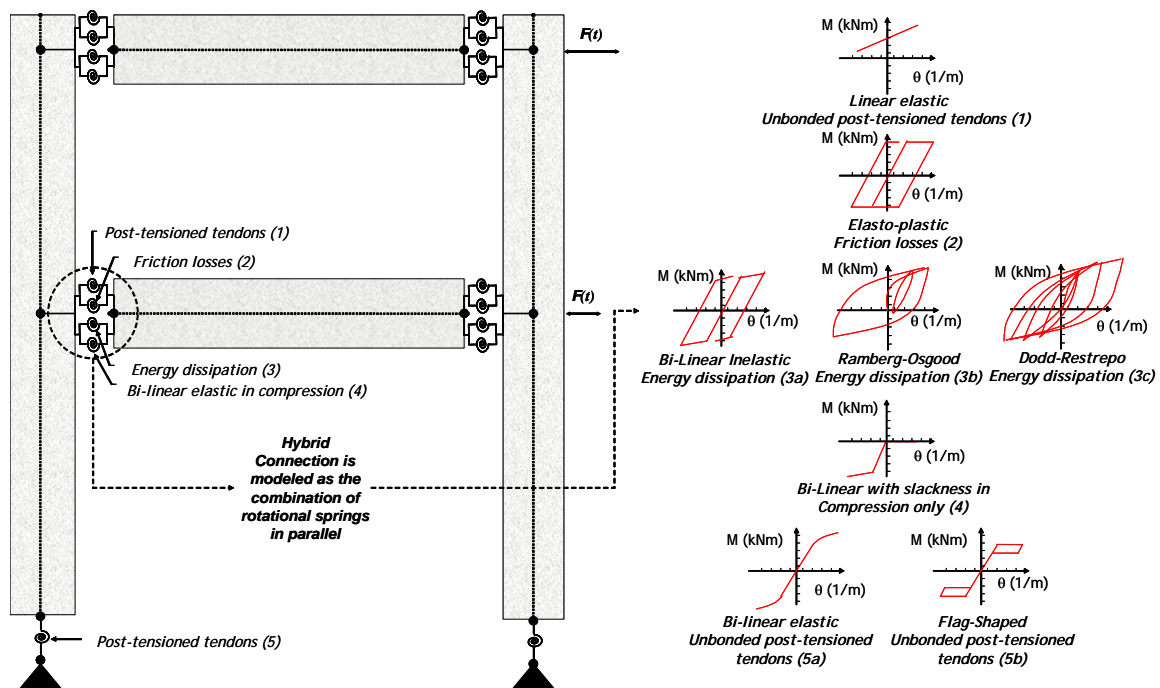 F(t)
Post-tensioned tendons (1)
Friction losses (2)
F(t)
Energy dissipation (3)
Bi-linear elastic in compression (4)
Hybrid
Connection is
modeled as the
combination of
rotational springs
in parallel
Post-tensioned tendons (5)
M (kNm)
θ (1/m)
Linear elastic
Unbonded post-tensioned tendons (1)
M (kNm)
θ (1/m)
Elasto-plastic
Friction losses (2)
M (kNm)
θ (1/m)
Bi-Linear Inelastic
Energy dissipation (3a)
M (kNm)
θ (1/m)
Ramberg-Osgood
Energy dissipation (3b)
M (kNm)
θ (1/m)
Dodd-Restrepo
Energy dissipation (3c)
M (kNm)
θ (1/m)
Bi-Linear with slackness in
Compression only (4)
M (kNm)
θ (1/m)
Bi-linear elastic
Unbonded post-tensioned
tendons (5a)
M (kNm)
θ (1/m)
Flag-Shaped
Unbonded post-tensioned
tendons (5b)